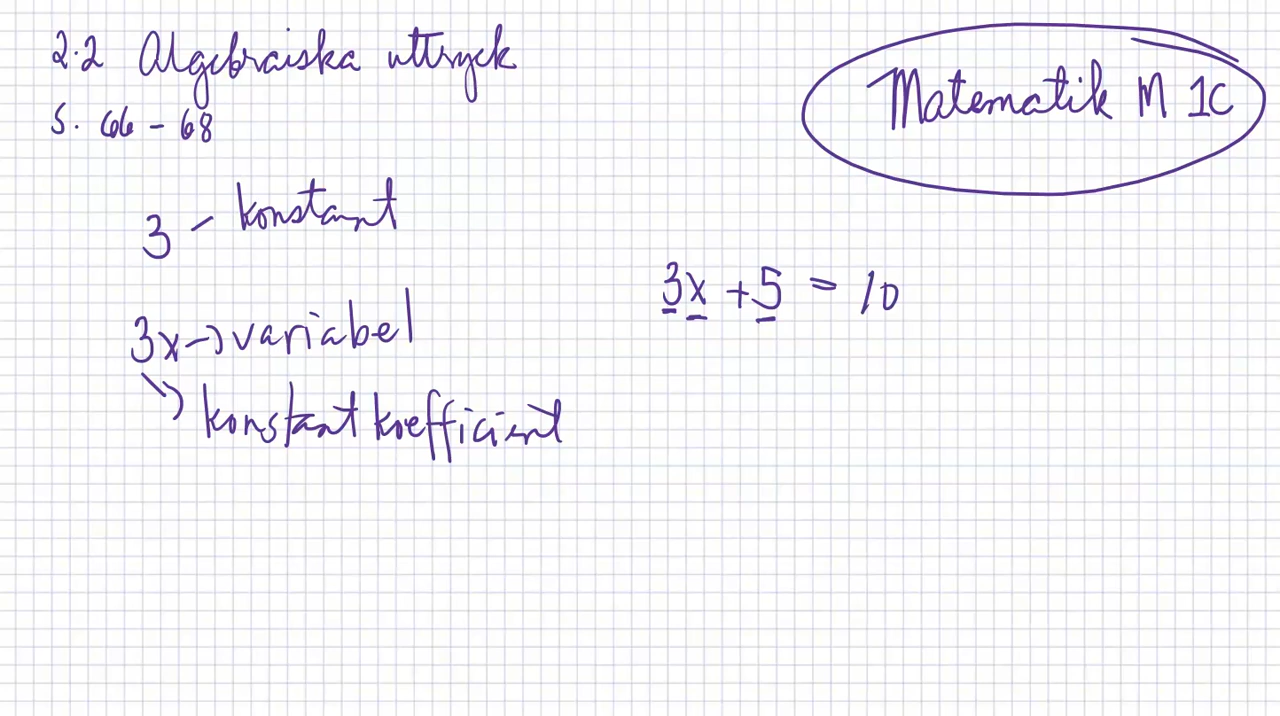 2.2 Algebraiska uttryck
S. 66 - 68
Matematik M 1C
3 - konstant
3x + 5 = 10
3x → variabel
→ konstant koefficient